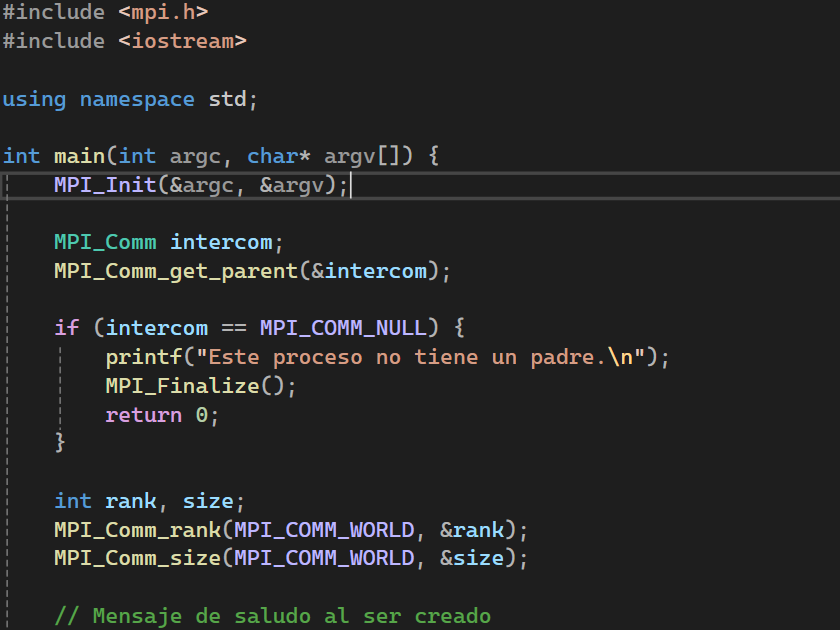 #include <mpi.h>
#include <iostream>
using namespace std;
int main(int argc, char* argv[]) {
MPI_Init(&argc, &argv);
MPI_Comm intercom;
MPI_Comm_get_parent(&intercom);
if (intercom == MPI_COMM_NULL) {
printf("Este proceso no tiene un padre.\n");
MPI_Finalize();
return 0;
}
int rank, size;
MPI_Comm_rank(MPI_COMM_WORLD, &rank);
MPI_Comm_size(MPI_COMM_WORLD, &size);
// Mensaje de saludo al ser creado